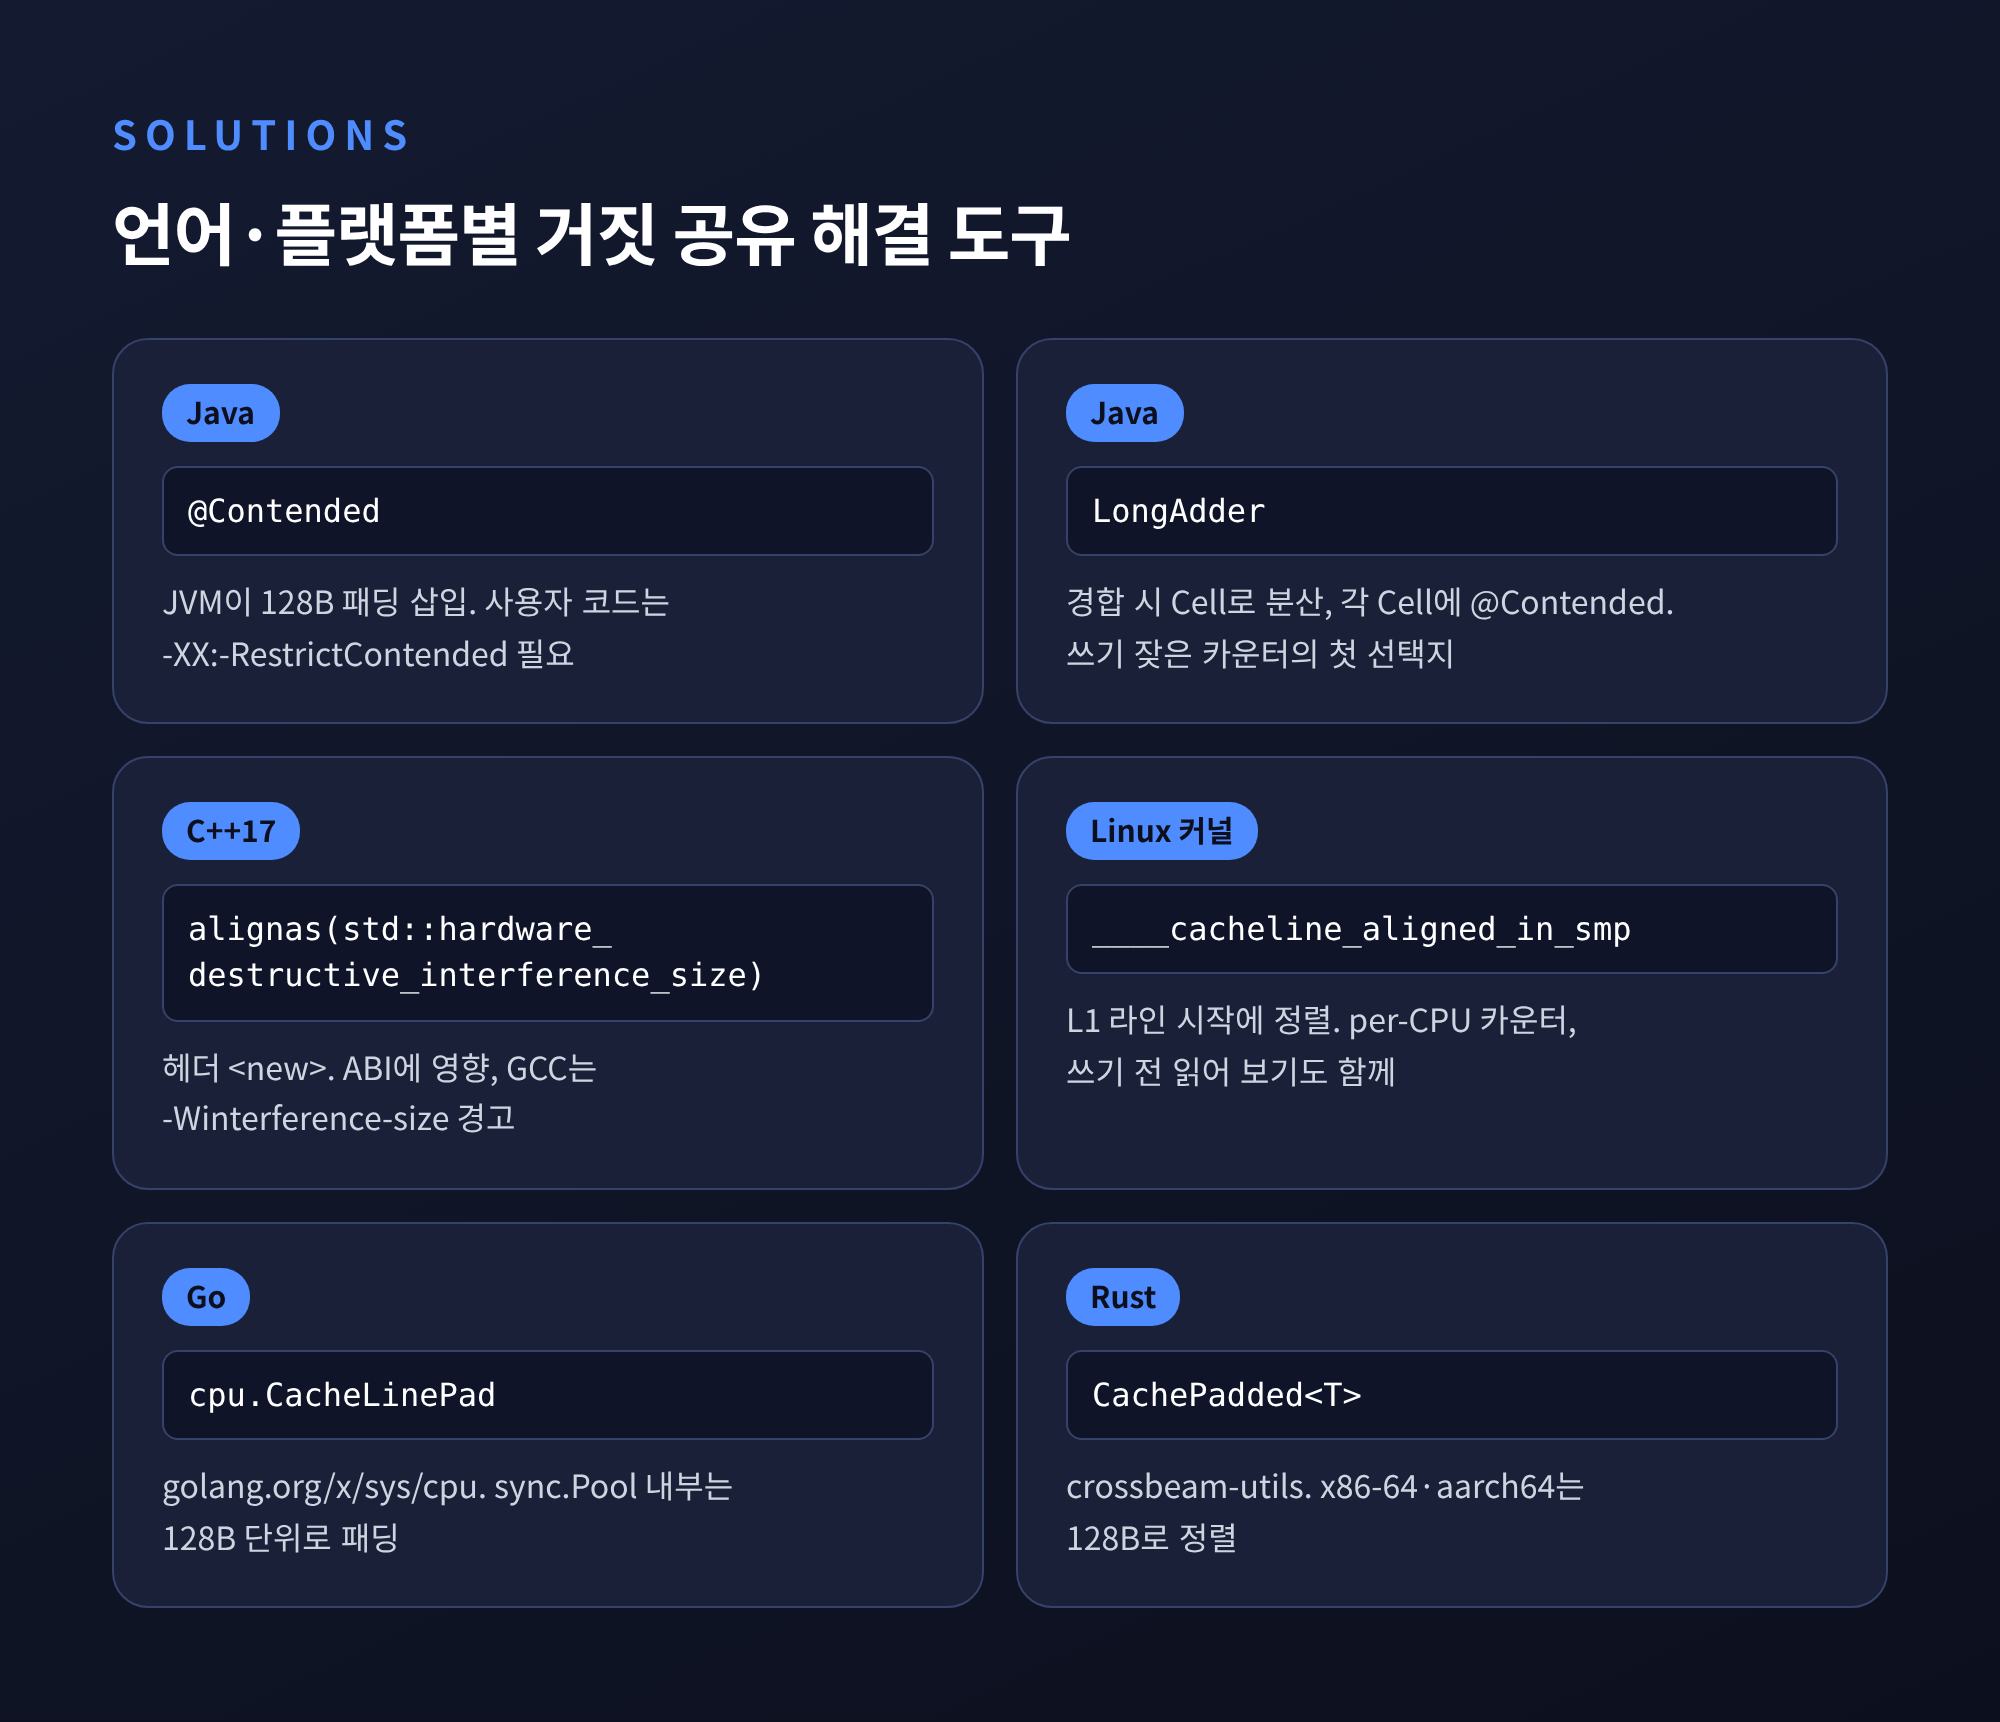 SOLUTIONS
언어·플랫폼별 거짓 공유 해결 도구
Java
@Contended
JVM이 128B 패딩 삽입. 사용자 코드는
-XX:-RestrictContended 필요
Java
LongAdder
경합 시 Cell로 분산, 각 Cell에 @Contended.
쓰기 잦은 카운터의 첫 선택지
C++17
alignas(std::hardware_
destructive_interference_size)
헤더 <new>. ABI에 영향, GCC는
-Winterference-size 경고
Linux 커널
____cacheline_aligned_in_smp
L1 라인 시작에 정렬. per-CPU 카운터,
쓰기 전 읽어 보기도 함께
Go
cpu.CacheLinePad
golang.org/x/sys/cpu. sync.Pool 내부는
128B 단위로 패딩
Rust
CachePadded<T>
crossbeam-utils. x86-64·aarch64는
128B로 정렬